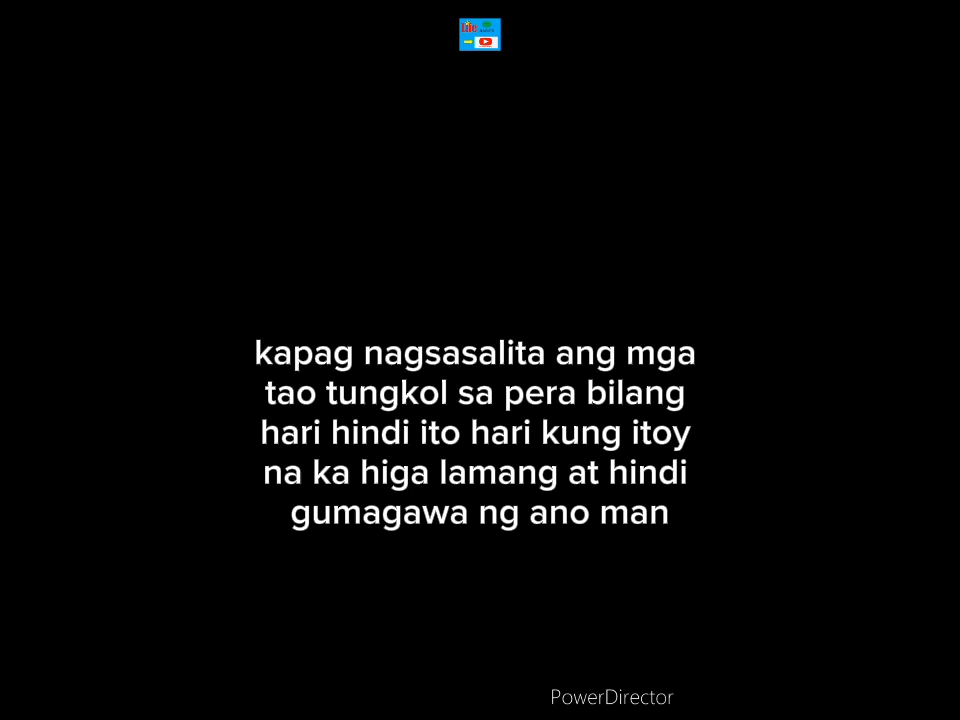 Life
kapag nagsasalita ang mga
tao tungkol sa pera bilang
hari hindi ito hari kung itoy
na ka higa lamang at hindi
gumagawa ng ano man
PowerDirector